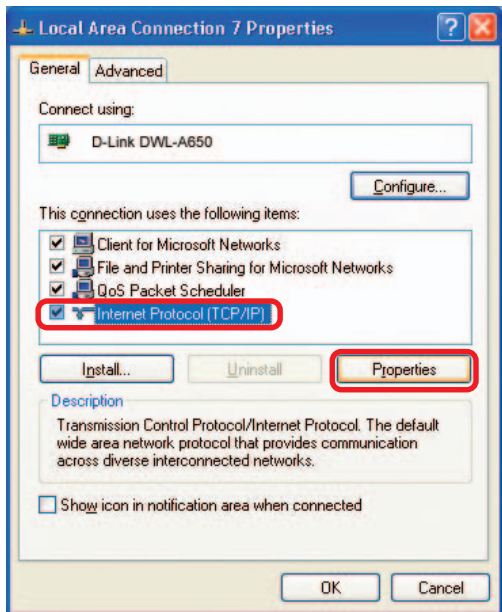 Local Area Connection 7 Properties
General Advanced
Connect using:
D-Link DWL-A650
Configure...
This connection uses the following items:
Client for Microsoft Networks
File and Printer Sharing for Microsoft Networks
QoS Packet Scheduler
Internet Protocol (TCP/IP)
Install... Uninstall Properties
Description
Transmission Control Protocol/Internet Protocol. The default
wide area network protocol that provides communication
across diverse interconnected networks.
Show icon in notification area when connected
OK Cancel